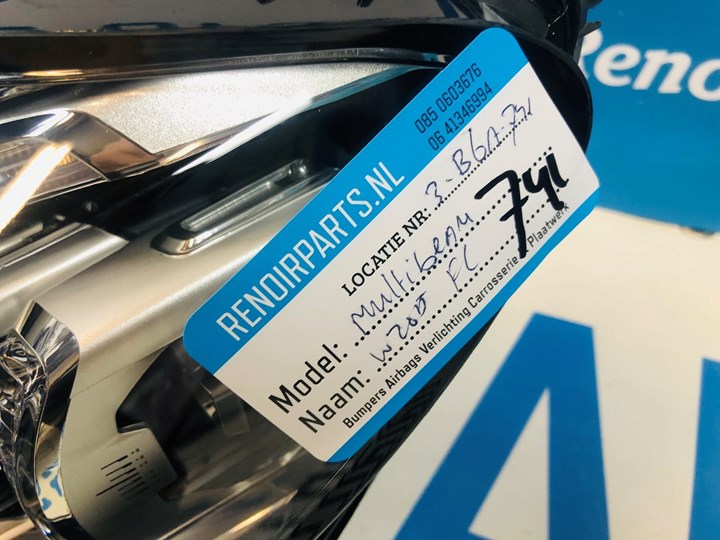 RENOIRPARTS.NL
085 0603676
06 41346994
LOCATIE NR: 3-B6A-741
Model: Multibeam
Naam: W205 FL
741
Bumpers Airbags Verlichting Carrosserie Plaatwerk
Reno